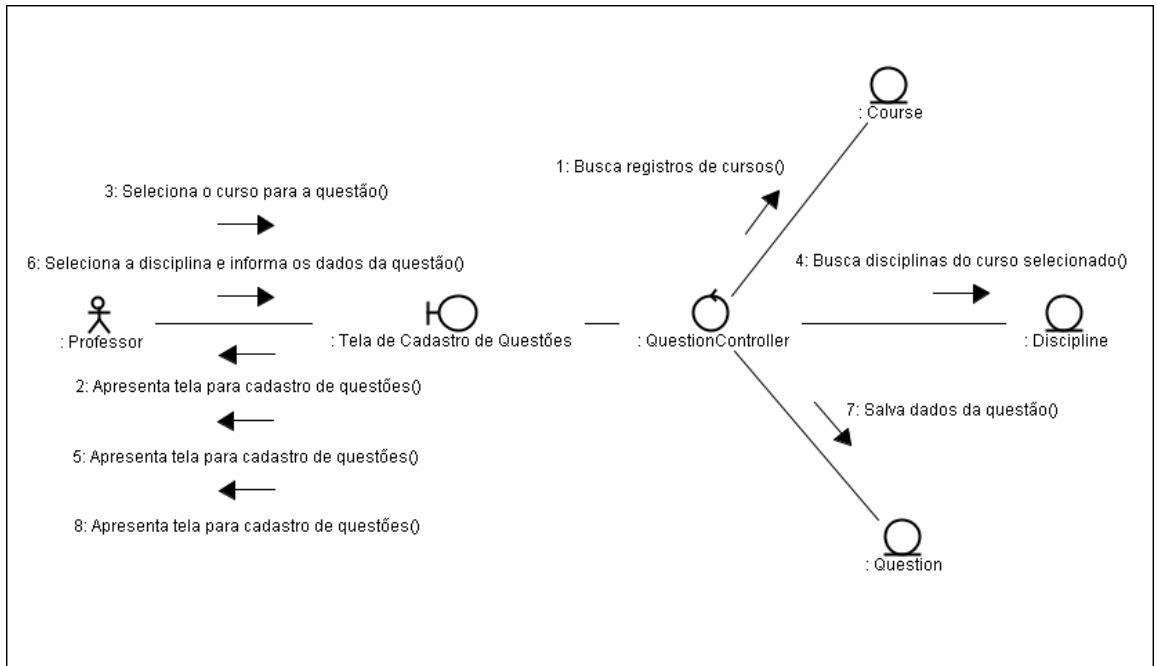 : Course
1: Busca registros de cursos()
3: Seleciona o curso para a questão()
6: Seleciona a disciplina e informa os dados da questão()
4: Busca disciplinas do curso selecionado()
: Professor
: Tela de Cadastro de Questões
: QuestionController
: Discipline
2: Apresenta tela para cadastro de questões()
7: Salva dados da questão()
5: Apresenta tela para cadastro de questões()
8: Apresenta tela para cadastro de questões()
: Question